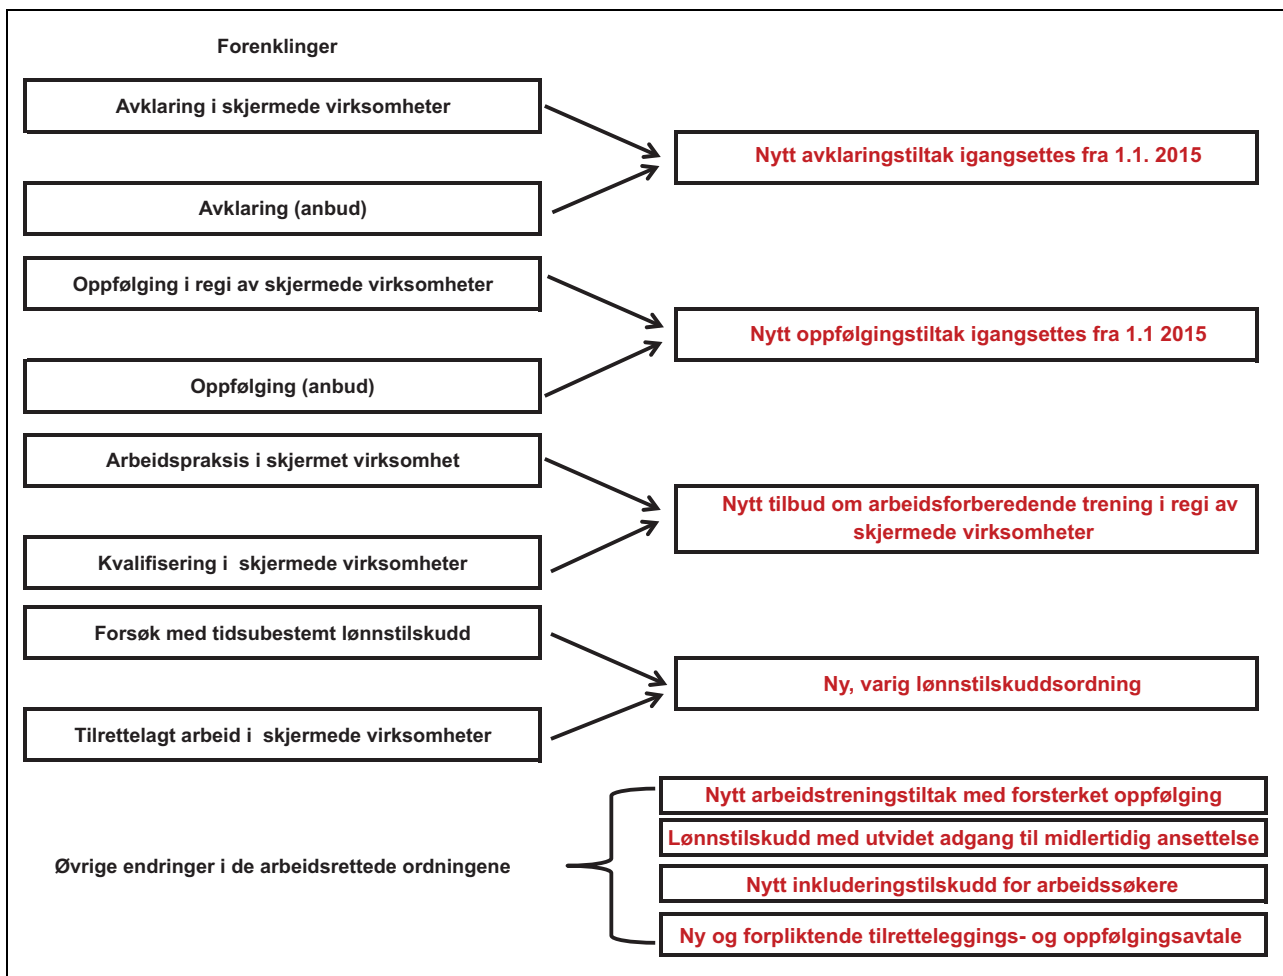 Forenklinger
Avklaring i skjermede virksomheter
Nytt avklaringstiltak igangsettes fra 1.1. 2015
Avklaring (anbud)
Oppfølging i regi av skjermede virksomheter
Nytt oppfølgingstiltak igangsettes fra 1.1 2015
Oppfølging (anbud)
Arbeidspraksis i skjermet virksomhet
Nytt tilbud om arbeidsforberedende trening i regi av
skjermede virksomheter
Kvalifisering i skjermede virksomheter
Forsøk med tidsubestemt lønnstilskudd
Ny, varig lønnstilskuddsordning
Tilrettelagt arbeid i skjermede virksomheter
Øvrige endringer i de arbeidsrettede ordningene
Nytt arbeidstreningstiltak med forsterket oppfølging
Lønnstilskudd med utvidet adgang til midlertidig ansettelse
Nytt inkluderingstilskudd for arbeidssøkere
Ny og forpliktende tilretteleggings- og oppfølgingsavtale